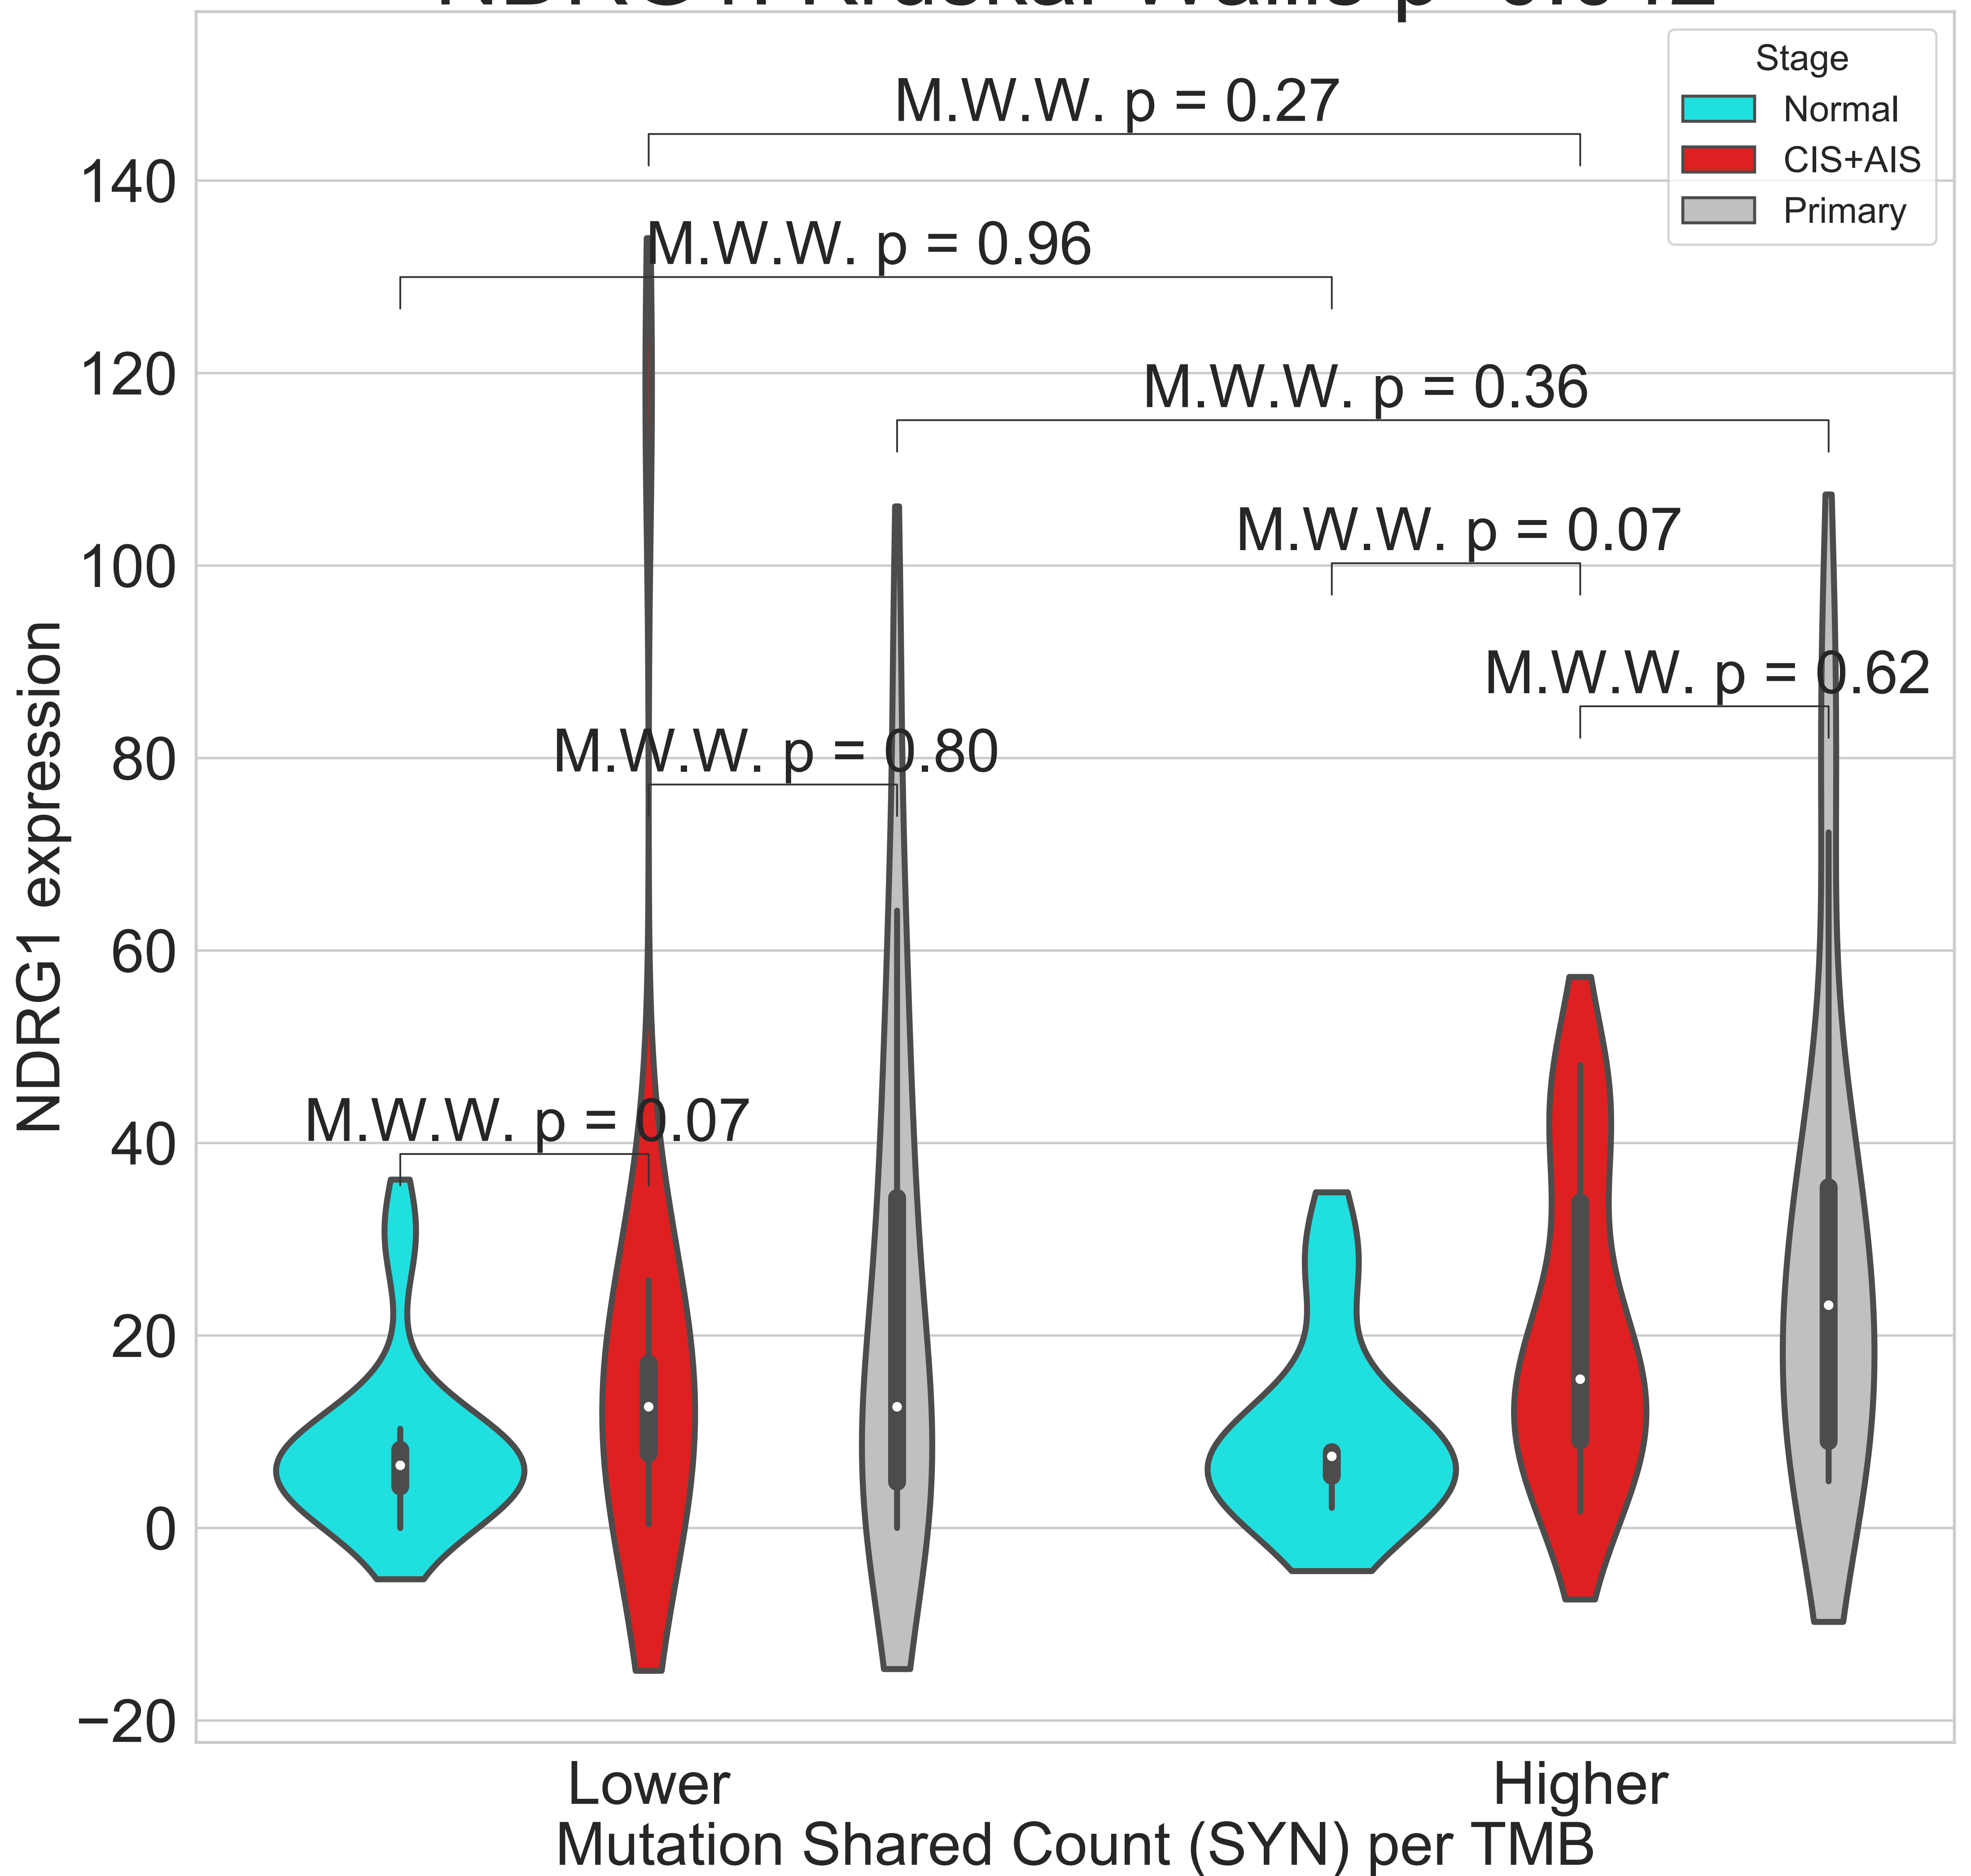 Stage
Normal
CIS+AIS
Primary
M.W.W. p = 0.27
M.W.W. p = 0.96
M.W.W. p = 0.36
M.W.W. p = 0.07
M.W.W. p = 0.62
M.W.W. p = 0.80
M.W.W. p = 0.07
140
120
100
80
60
40
20
0
−20
NDRG1 expression
Lower
Higher
Mutation Shared Count (SYN) per TMB